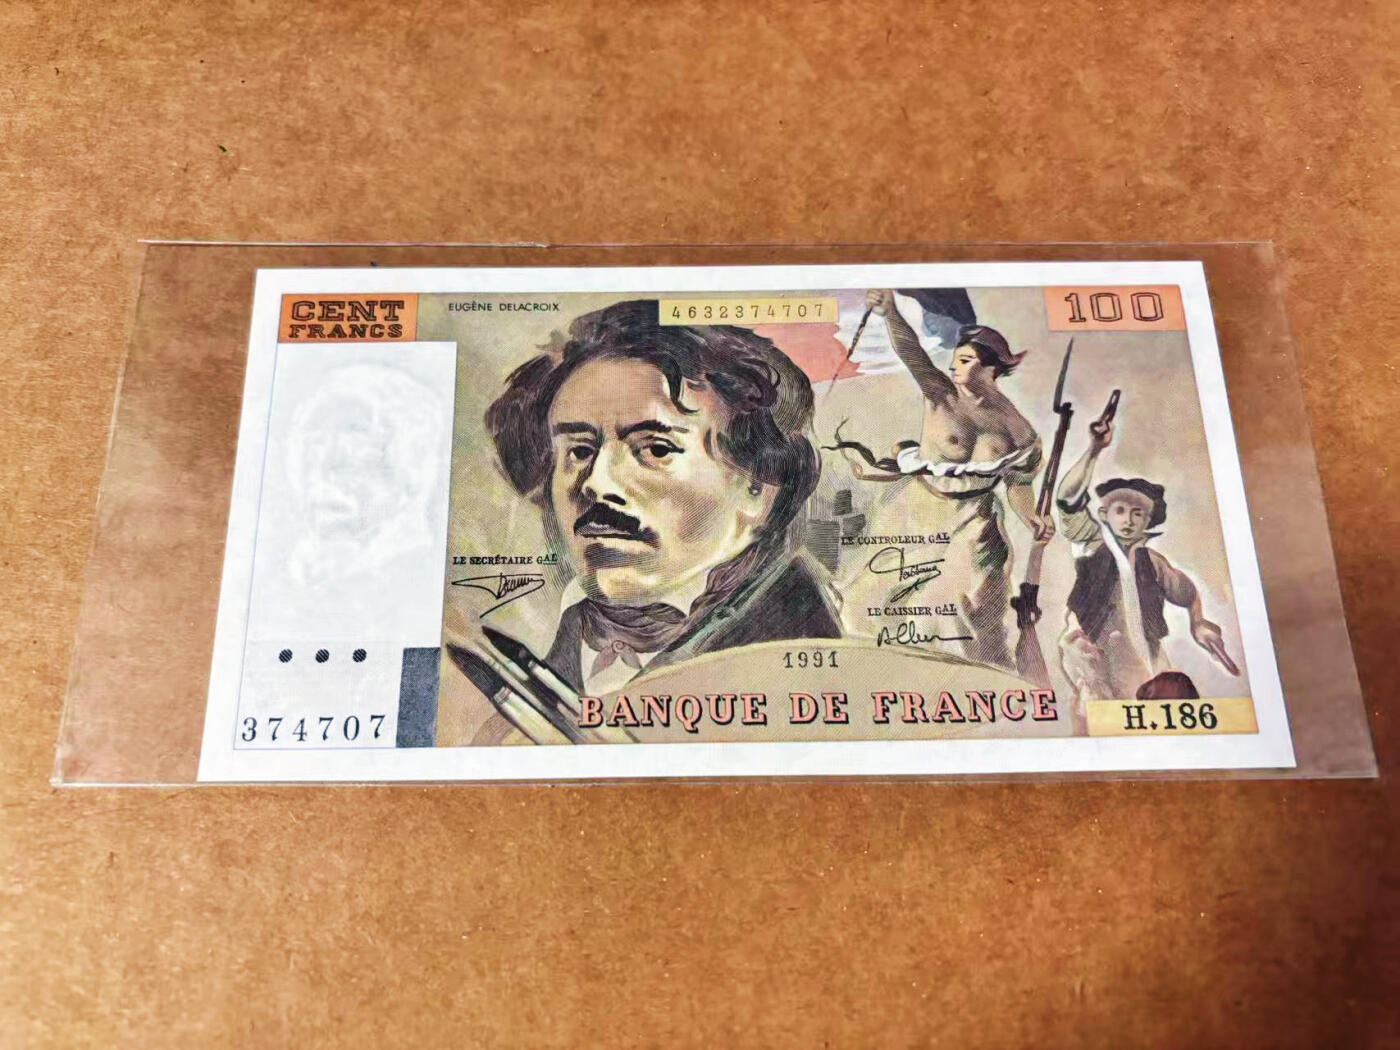 CENT
FRANCS
EUGÈNE DELACROIX
4632374707
100
LE SECRÉTAIRE GAL
LE CONTROLEUR GAL
LE CAISSIER GAL
1991
BANQUE DE FRANCE
374707
H.186